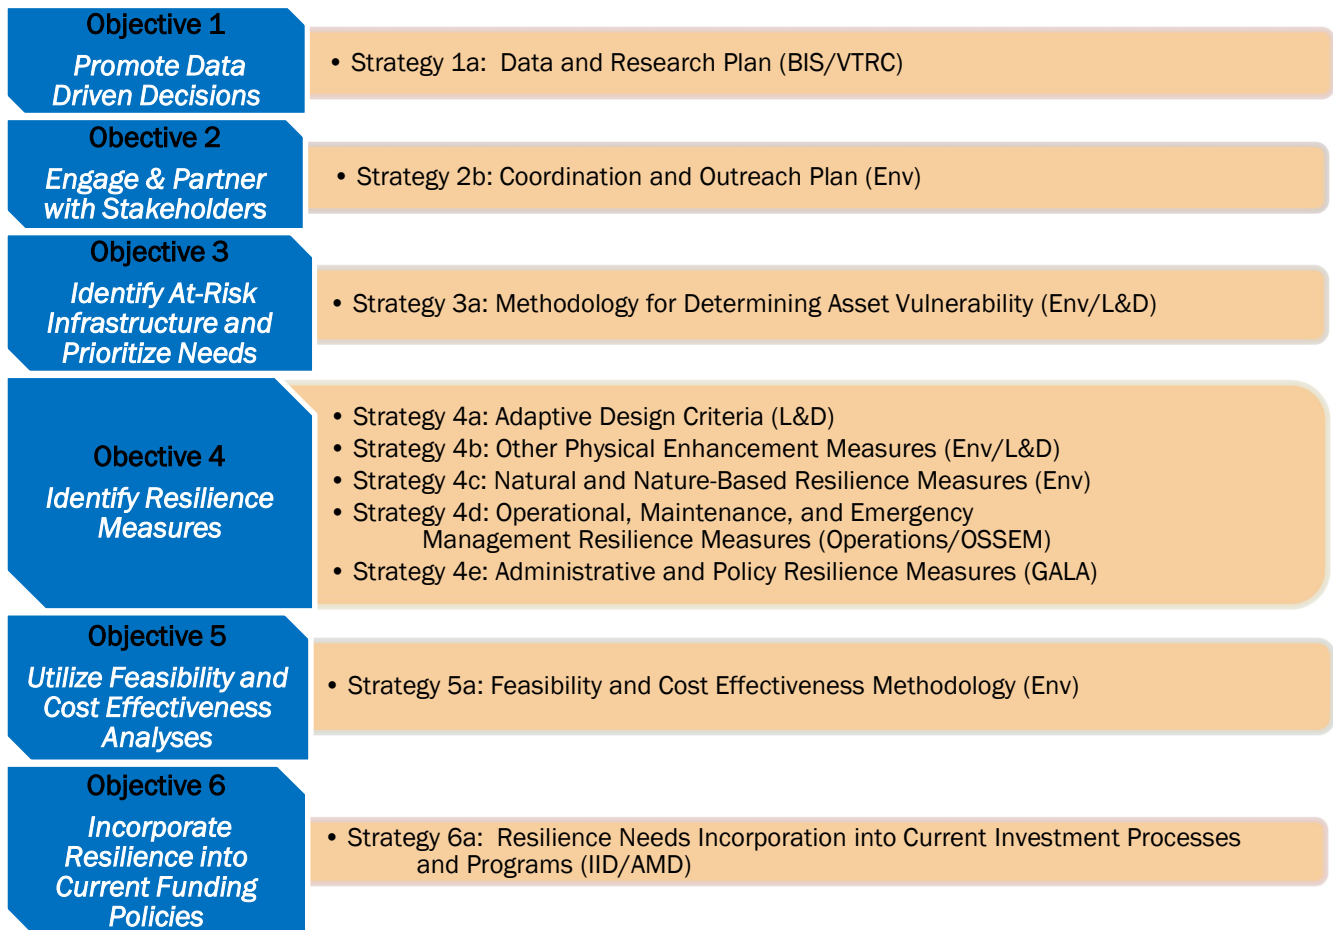 Objective 1
Promote Data
Driven Decisions
• Strategy 1a:  Data and Research Plan (BIS/VTRC)
Obective 2
Engage & Partner
with Stakeholders
• Strategy 2b: Coordination and Outreach Plan (Env)
Objective 3
Identify At-Risk
Infrastructure and
Prioritize Needs
• Strategy 3a: Methodology for Determining Asset Vulnerability (Env/L&D)
Obective 4
Identify Resilience
Measures
• Strategy 4a: Adaptive Design Criteria (L&D)
• Strategy 4b: Other Physical Enhancement Measures (Env/L&D)
• Strategy 4c: Natural and Nature-Based Resilience Measures (Env)
• Strategy 4d: Operational, Maintenance, and Emergency
Management Resilience Measures (Operations/OSSEM)
• Strategy 4e: Administrative and Policy Resilience Measures (GALA)
Objective 5
Utilize Feasibility and
Cost Effectiveness
Analyses
• Strategy 5a: Feasibility and Cost Effectiveness Methodology (Env)
Objective 6
Incorporate
Resilience into
Current Funding
Policies
• Strategy 6a:  Resilience Needs Incorporation into Current Investment Processes
and Programs (IID/AMD)